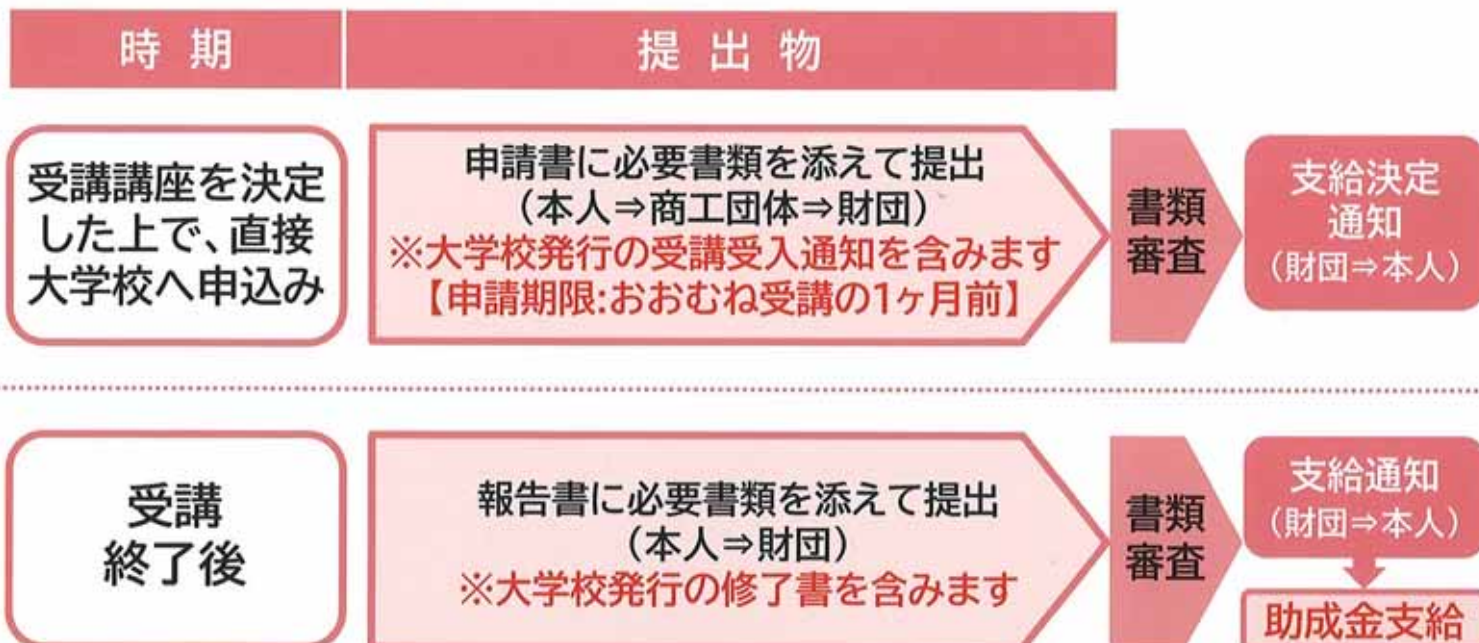 時期
提出物
受講講座を決定
した上で、直接
大学校へ申込み
申請書に必要書類を添えて提出
（本人⇒商工団体⇒財団）
※大学校発行の受講受入通知を含みます
【申請期限:おおむね受講の1ヶ月前】
書類
審査
支給決定
通知
（財団⇒本人）
受講
終了後
報告書に必要書類を添えて提出
（本人⇒財団）
※大学校発行の修了書を含みます
書類
審査
支給通知
（財団⇒本人）
助成金支給